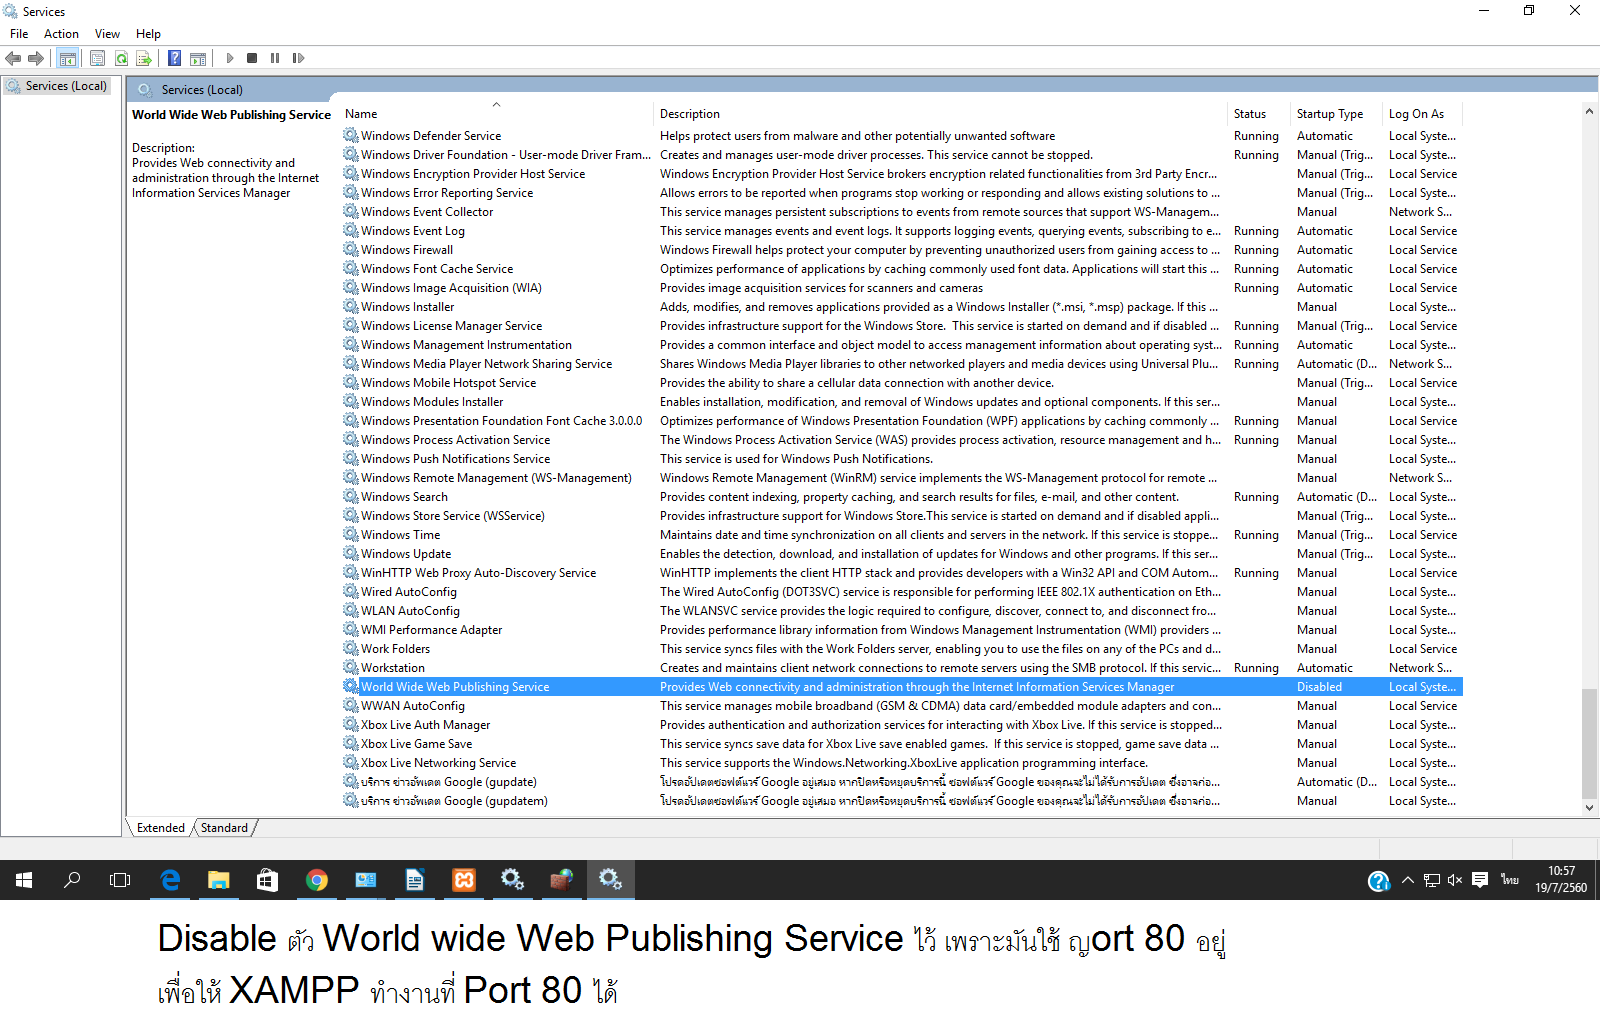 Services
File Action View Help
Services (Local)
Services (Local)
World Wide Web Publishing Service
Description:
Provides Web connectivity and
administration through the Internet
Information Services Manager
Name Description Status Startup Type Log On As
Windows Defender Service Helps protect users from malware and other potentially unwanted software Running Automatic Local Syste...
Windows Driver Foundation - User-mode Driver Fram... Creates and manages user-mode driver processes. This service cannot be stopped. Running Manual (Trig... Local Syste...
Windows Encryption Provider Host Service Windows Encryption Provider Host Service brokers encryption related functionalities from 3rd Party Encr... Manual (Trig... Local Service
Windows Error Reporting Service Allows errors to be reported when programs stop working or responding and allows existing solutions to ... Manual (Trig... Local Syste...
Windows Event Collector This service manages persistent subscriptions to events from remote sources that support WS-Managem... Manual Network S...
Windows Event Log This service manages events and event logs. It supports logging events, querying events, subscribing to e... Running Automatic Local Service
Windows Firewall Windows Firewall helps protect your computer by preventing unauthorized users from gaining access to ... Running Automatic Local Service
Windows Font Cache Service Optimizes performance of applications by caching commonly used font data. Applications will start this ... Running Automatic Local Service
Windows Image Acquisition (WIA) Provides image acquisition services for scanners and cameras Running Automatic Local Service
Windows Installer Adds, modifies, and removes applications provided as a Windows Installer (*.msi, *.msp) package. If this ... Manual Local Syste...
Windows License Manager Service Provides infrastructure support for the Windows Store.  This service is started on demand and if disabled ... Running Manual (Trig... Local Service
Windows Management Instrumentation Provides a common interface and object model to access management information about operating syst... Running Automatic Local Syste...
Windows Media Player Network Sharing Service Shares Windows Media Player libraries to other networked players and media devices using Universal Plu... Running Automatic (D... Network S...
Windows Mobile Hotspot Service Provides the ability to share a cellular data connection with another device. Manual (Trig... Local Service
Windows Modules Installer Enables installation, modification, and removal of Windows updates and optional components. If this ser... Manual Local Syste...
Windows Presentation Foundation Font Cache 3.0.0.0 Optimizes performance of Windows Presentation Foundation (WPF) applications by caching commonly ... Running Manual Local Service
Windows Process Activation Service The Windows Process Activation Service (WAS) provides process activation, resource management and h... Running Manual Local Syste...
Windows Push Notifications Service This service is used for Windows Push Notifications. Manual Local Syste...
Windows Remote Management (WS-Management) Windows Remote Management (WinRM) service implements the WS-Management protocol for remote ... Manual Network S...
Windows Search Provides content indexing, property caching, and search results for files, e-mail, and other content. Running Automatic (D... Local Syste...
Windows Store Service (WSService) Provides infrastructure support for Windows Store.This service is started on demand and if disabled appli... Manual (Trig... Local Syste...
Windows Time Maintains date and time synchronization on all clients and servers in the network. If this service is stoppe... Running Manual (Trig... Local Service
Windows Update Enables the detection, download, and installation of updates for Windows and other programs. If this ser... Manual (Trig... Local Syste...
WinHTTP Web Proxy Auto-Discovery Service WinHTTP implements the client HTTP stack and provides developers with a Win32 API and COM Autom... Running Manual Local Service
Wired AutoConfig The Wired AutoConfig (DOT3SVC) service is responsible for performing IEEE 802.1X authentication on Eth... Manual Local Syste...
WLAN AutoConfig The WLANSVC service provides the logic required to configure, discover, connect to, and disconnect fro... Manual Local Syste...
WMI Performance Adapter Provides performance library information from Windows Management Instrumentation (WMI) providers ... Manual Local Syste...
Work Folders This service syncs files with the Work Folders server, enabling you to use the files on any of the PCs and d... Manual Local Service
Workstation Creates and maintains client network connections to remote servers using the SMB protocol. If this servic... Running Automatic Network S...
World Wide Web Publishing Service Provides Web connectivity and administration through the Internet Information Services Manager Disabled Local Syste...
WWAN AutoConfig This service manages mobile broadband (GSM & CDMA) data card/embedded module adapters and con... Manual Local Service
Xbox Live Auth Manager Provides authentication and authorization services for interacting with Xbox Live. If this service is stopped... Manual Local Syste...
Xbox Live Game Save This service syncs save data for Xbox Live save enabled games.  If this service is stopped, game save data ... Manual Local Syste...
Xbox Live Networking Service This service supports the Windows.Networking.XboxLive application programming interface. Manual Local Syste...
บริการ ข่าวอัพเดต Google (gupdate) โปรดอัปเดตซอฟต์แวร์ Google อยู่เสมอ หากปิดหรือหยุดบริการนี้ ซอฟต์แวร์ Google ของคุณจะไม่ได้รับการอัปเดต ซึ่งอาจก่อ... Automatic (D... Local Syste...
บริการ ข่าวอัพเดต Google (gupdatem) โปรดอัปเดตซอฟต์แวร์ Google อยู่เสมอ หากปิดหรือหยุดบริการนี้ ซอฟต์แวร์ Google ของคุณจะไม่ได้รับการอัปเดต ซึ่งอาจก่อ... Manual Local Syste...
Extended Standard
ไทย 10:57
19/7/2560
Disable ตัว World wide Web Publishing Service ไว้ เพราะมันใช้ ญort 80 อยู่
เพื่อให้ XAMPP ทำงานที่ Port 80 ได้